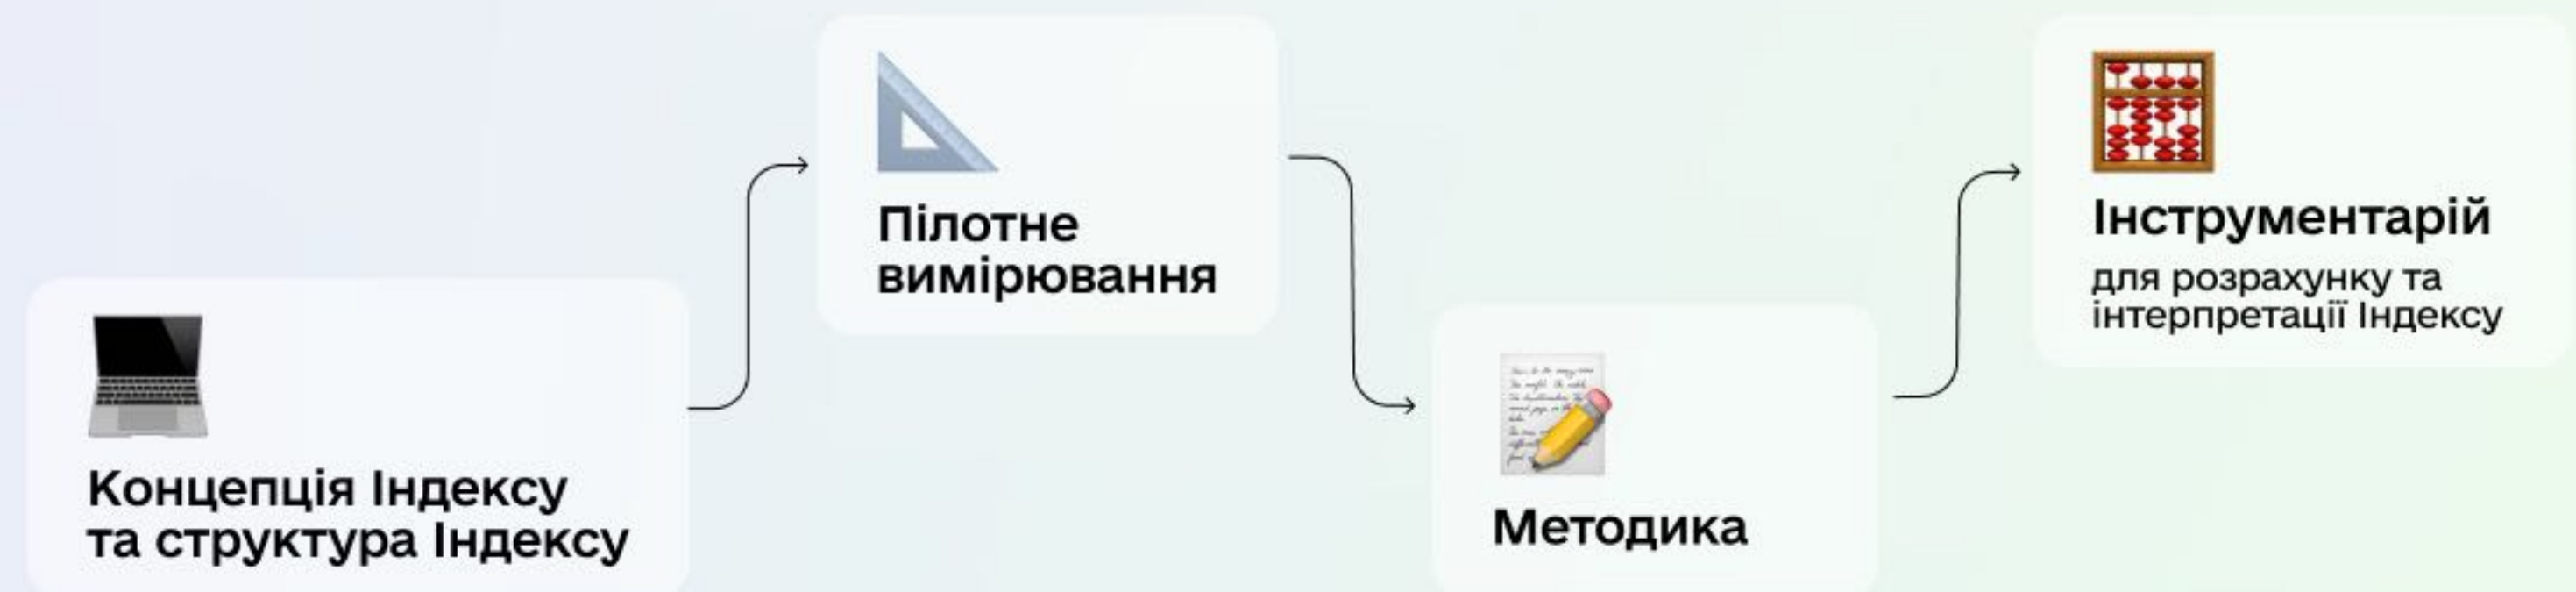 Концепція Індексу
та структура Індексу
Пілотне
вимірювання
Методика
Інструментарій
для розрахунку та
інтерпретації Індексу